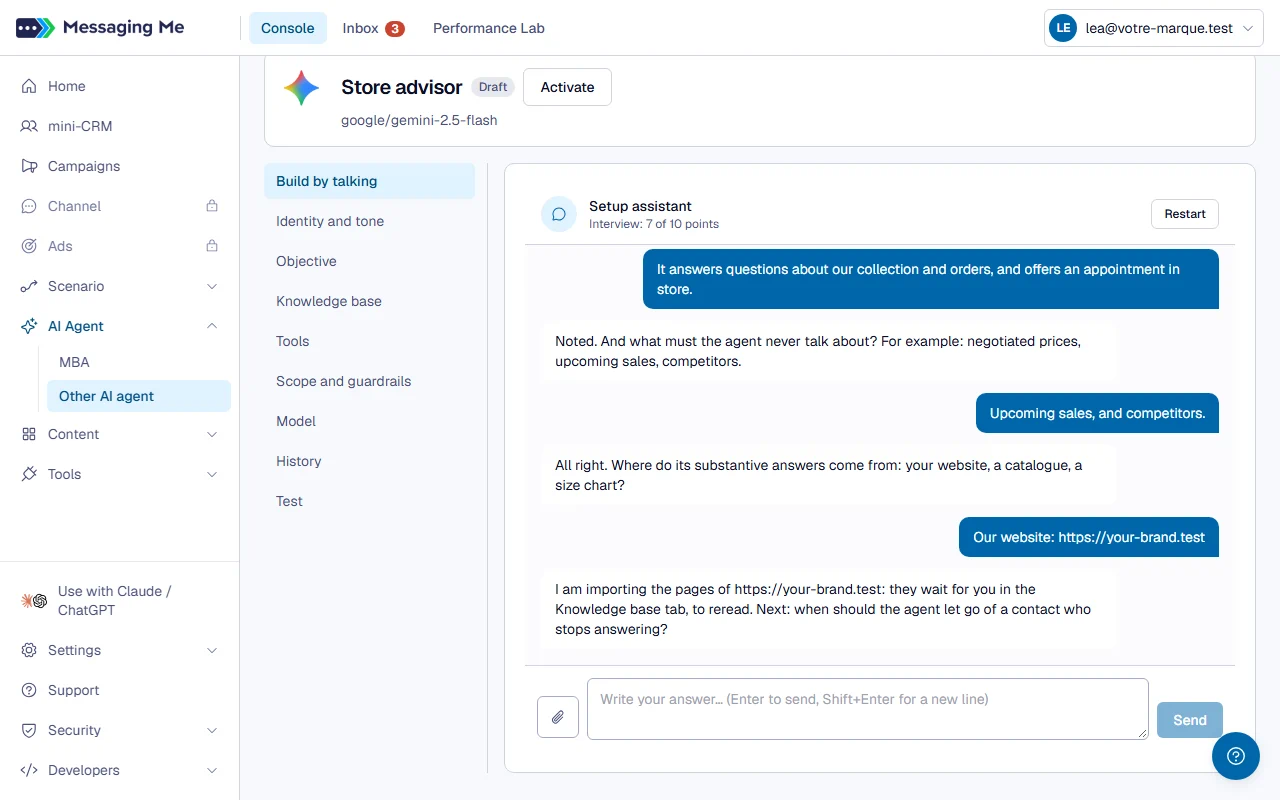 Messaging Me
Console
Inbox 3
Performance Lab
LE
lea@votre-marque.test
Home
mini-CRM
Campaigns
Channel
Ads
Scenario
AI Agent
MBA
Other AI agent
Content
Tools
Use with Claude /
ChatGPT
Settings
Support
Security
Developers
Store advisor
Draft
Activate
google/gemini-2.5-flash
Build by talking
Identity and tone
Objective
Knowledge base
Tools
Scope and guardrails
Model
History
Test
Setup assistant
Interview: 7 of 10 points
Restart
It answers questions about our collection and orders, and offers an appointment in
store.
Noted. And what must the agent never talk about? For example: negotiated prices,
upcoming sales, competitors.
Upcoming sales, and competitors.
All right. Where do its substantive answers come from: your website, a catalogue, a
size chart?
Our website: https://your-brand.test
I am importing the pages of https://your-brand.test: they wait for you in the
Knowledge base tab, to reread. Next: when should the agent let go of a contact who
stops answering?
Write your answer... (Enter to send, Shift+Enter for a new line)
Send